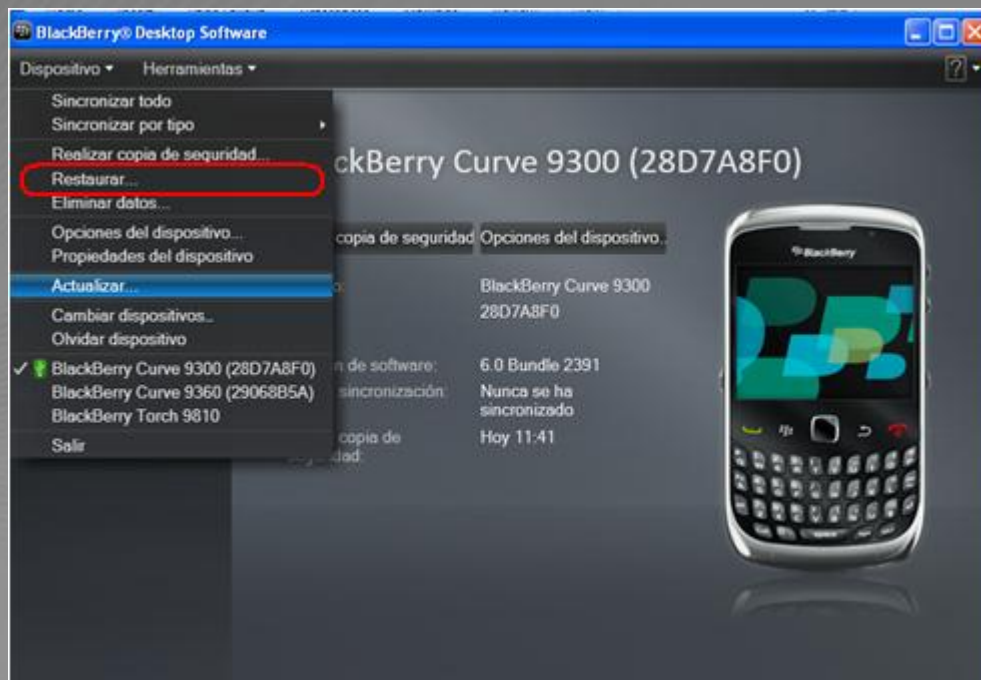 BlackBerry® Desktop Software
Dispositivo Herramientas ?
Sincronizar todo
Sincronizar por tipo
Realizar copia de seguridad...
Restaurar...
Eliminar datos...
Opciones del dispositivo...
Propiedades del dispositivo
Actualizar...
Cambiar dispositivos...
Olvidar dispositivo
BlackBerry Curve 9300 (28D7A8F0)
BlackBerry Curve 9360 (29068B5A)
BlackBerry Torch 9810
Salir
ckBerry Curve 9300 (28D7A8F0)
copia de seguridad Opciones del dispositivo...
BlackBerry Curve 9300
28D7A8F0
n de software: 6.0 Bundle 2391
sincronización: Nunca se ha
sincronizado
copia de Hoy 11:41
dad:
BlackBerry